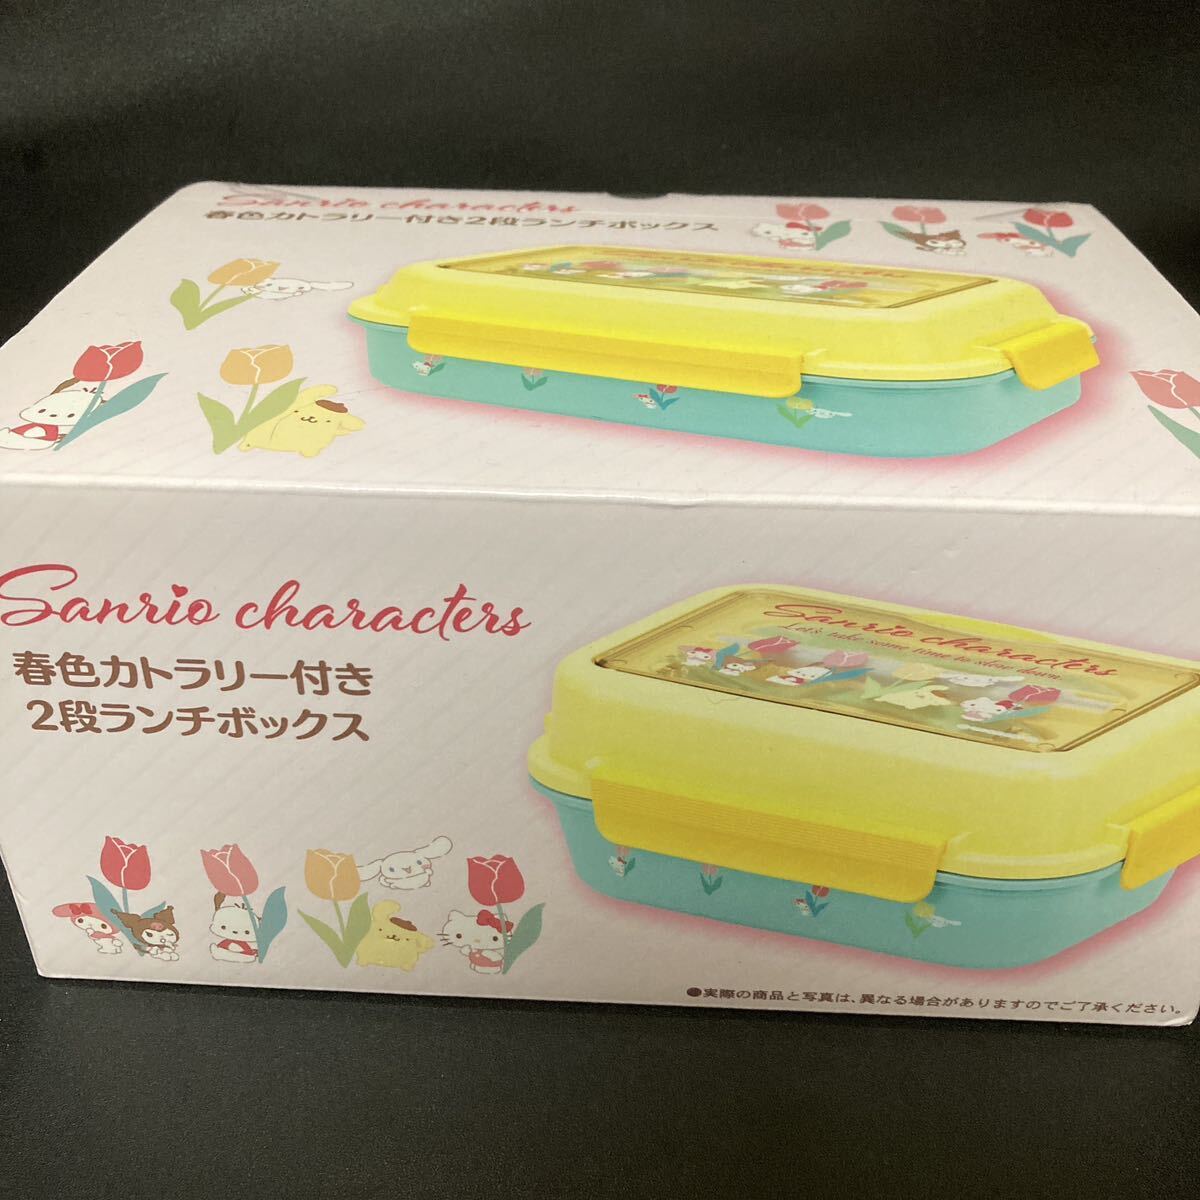 Sanrio characters
春色カトラリー付き2段ランチボックス
Sanrio characters
春色カトラリー付き
2段ランチボックス
Sanrio characters
Let's take some time to slow down.
●実際の商品と写真は、異なる場合がありますのでご了承ください。